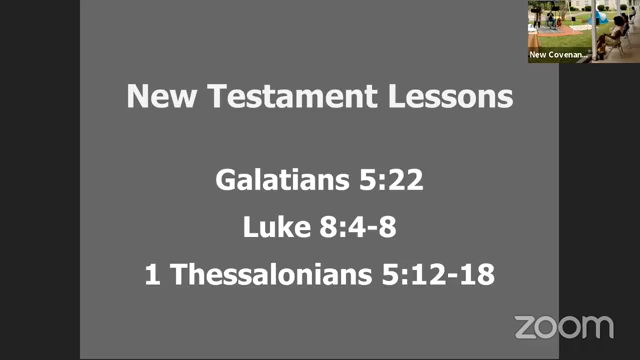 New Covenan...
New Testament Lessons
Galatians 5:22
Luke 8:4-8
1 Thessalonians 5:12-18
zoom